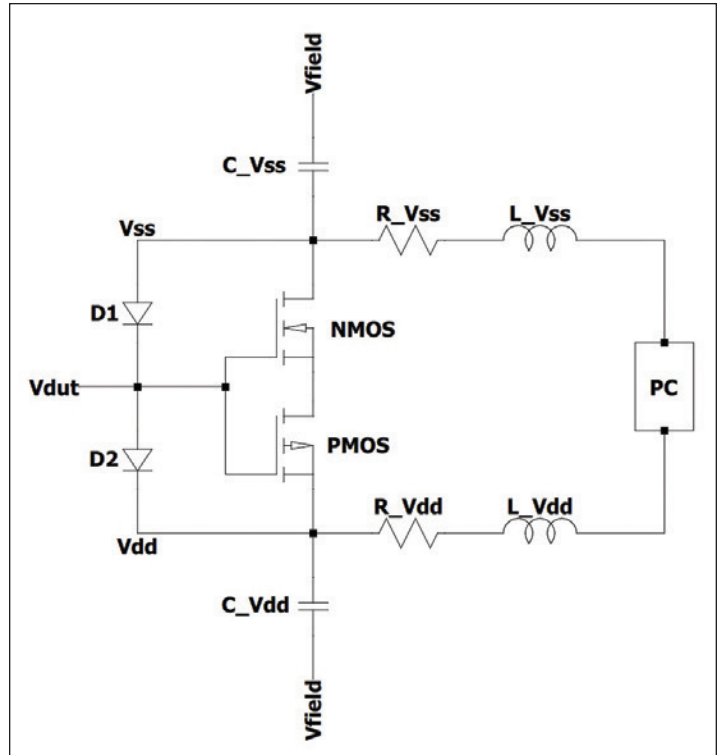 Vfield
C_Vss
R_Vss
L_Vss
Vss
D1
NMOS
Vdut
PC
D2
PMOS
R_Vdd
L_Vdd
Vdd
C_Vdd
Vfield